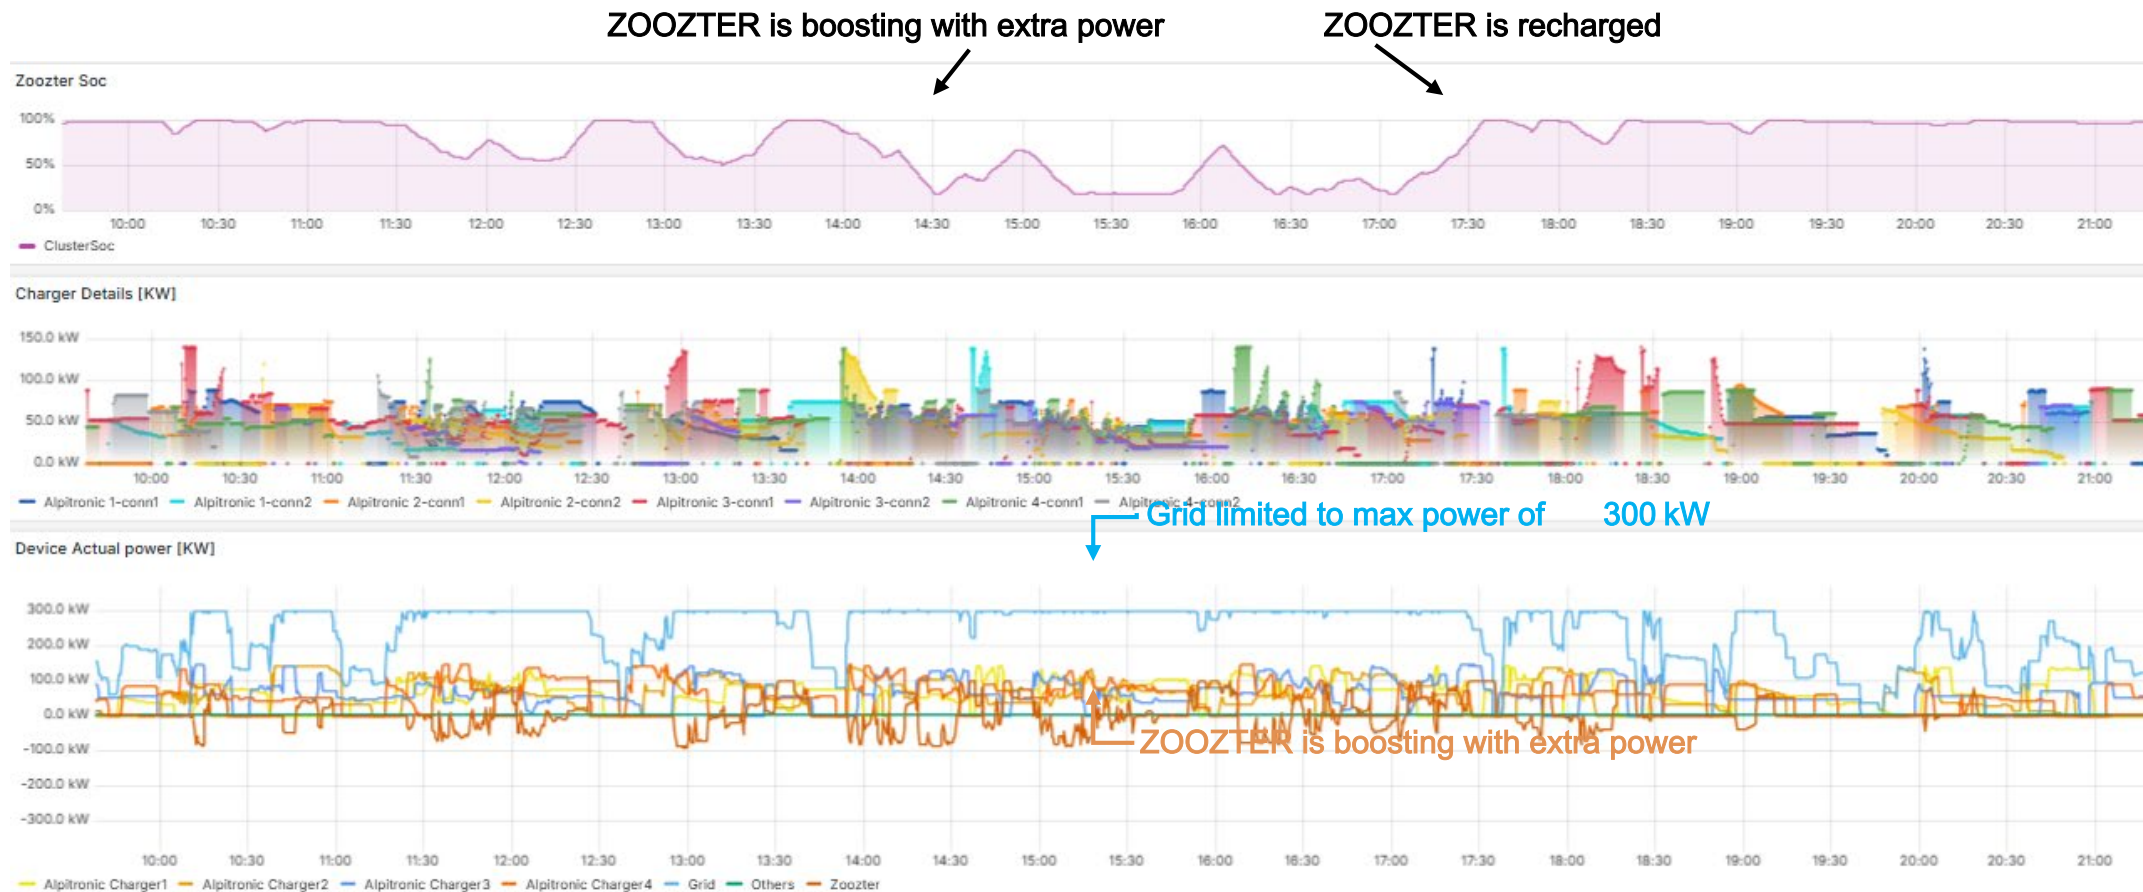 ZOOZTER is boosting with extra power
ZOOZTER is recharged
Zoozter Soc
100%
50%
0%
10:00 10:30 11:00 11:30 12:00 12:30 13:00 13:30 14:00 14:30 15:00 15:30 16:00 16:30 17:00 17:30 18:00 18:30 19:00 19:30 20:00 20:30 21:00
ClusterSoc
Charger Details [KW]
150.0 kW
100.0 kW
50.0 kW
0.0 kW
10:00 10:30 11:00 11:30 12:00 12:30 13:00 13:30 14:00 14:30 15:00 15:30 16:00 16:30 17:00 17:30 18:00 18:30 19:00 19:30 20:00 20:30 21:00
Alpitronic 1-conn1 Alpitronic 1-conn2 Alpitronic 2-conn1 Alpitronic 2-conn2 Alpitronic 3-conn1 Alpitronic 3-conn2 Alpitronic 4-conn1 Alpitronic 4-conn2
Grid limited to max power of 300 kW
Device Actual power [KW]
300.0 kW
200.0 kW
100.0 kW
0.0 kW
-100.0 kW
ZOOZTER is boosting with extra power
-200.0 kW
-300.0 kW
10:00 10:30 11:00 11:30 12:00 12:30 13:00 13:30 14:00 14:30 15:00 15:30 16:00 16:30 17:00 17:30 18:00 18:30 19:00 19:30 20:00 20:30 21:00
Alpitronic Charger1 Alpitronic Charger2 Alpitronic Charger3 Alpitronic Charger4 Grid Others Zoozter